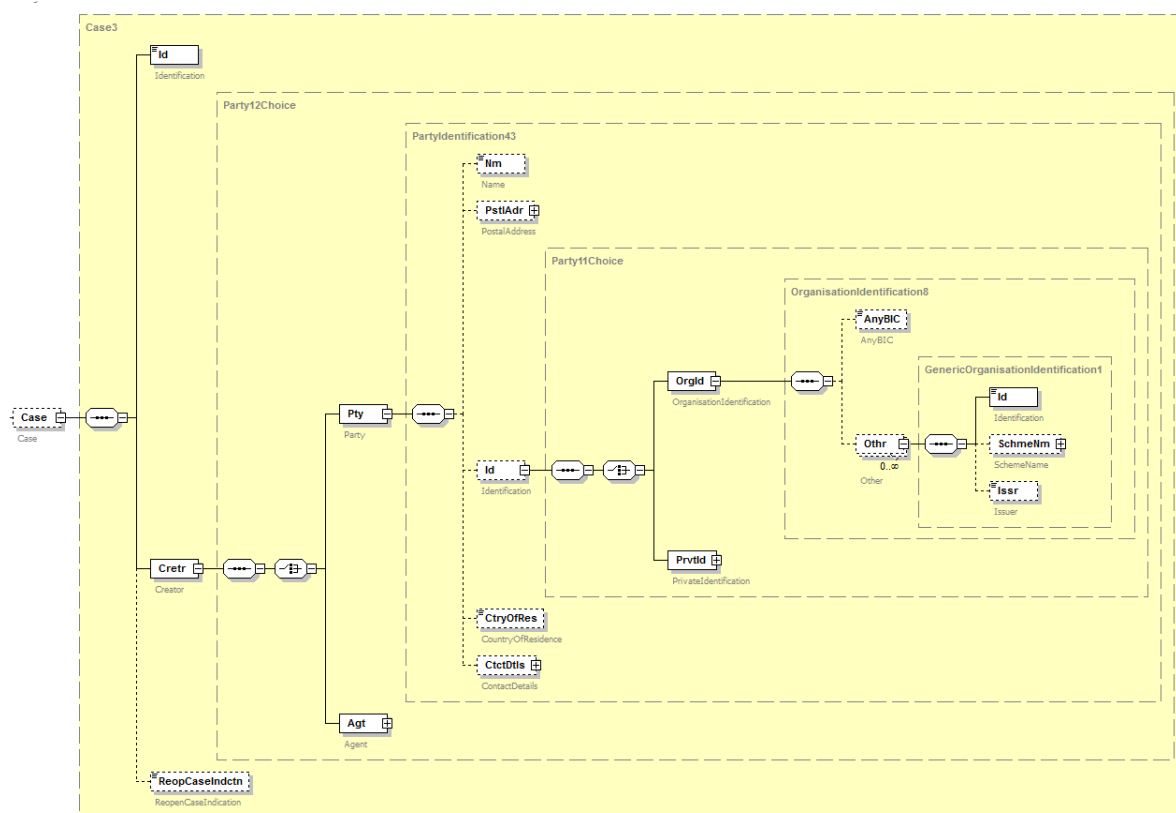 Case3
Id
Identification
Party12Choice
PartyIdentification43
Nm
Name
PstlAdr
PostalAddress
Party11Choice
OrganisationIdentification8
AnyBIC
AnyBIC
GenericOrganisationIdentification1
OrgId
OrganisationIdentification
Id
Identification
Case
Case
Pty
Party
Othr
0..∞
Other
SchmeNm
SchemeName
Id
Identification
Issr
Issuer
Cretr
Creator
PrvtId
PrivateIdentification
CtryOfRes
CountryOfResidence
CtctDtls
ContactDetails
Agt
Agent
ReopCaseIndctn
ReopenCaseIndication